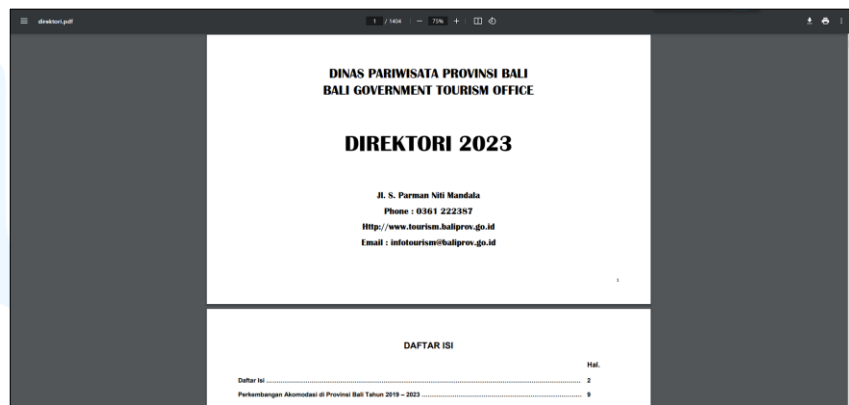 direktori.pdf
1 / 1404 | − 75% +
DINAS PARIWISATA PROVINSI BALI
BALI GOVERNMENT TOURISM OFFICE
DIREKTORI 2023
Jl. S. Parman Niti Mandala
Phone : 0361 222387
Http://www.tourism.baliprov.go.id
Email : infotourism@baliprov.go.id
1
DAFTAR ISI
Hal.
Daftar Isi ........ 2
Perkembangan Akomodasi di Provinsi Bali Tahun 2019 – 2023 ........ 9